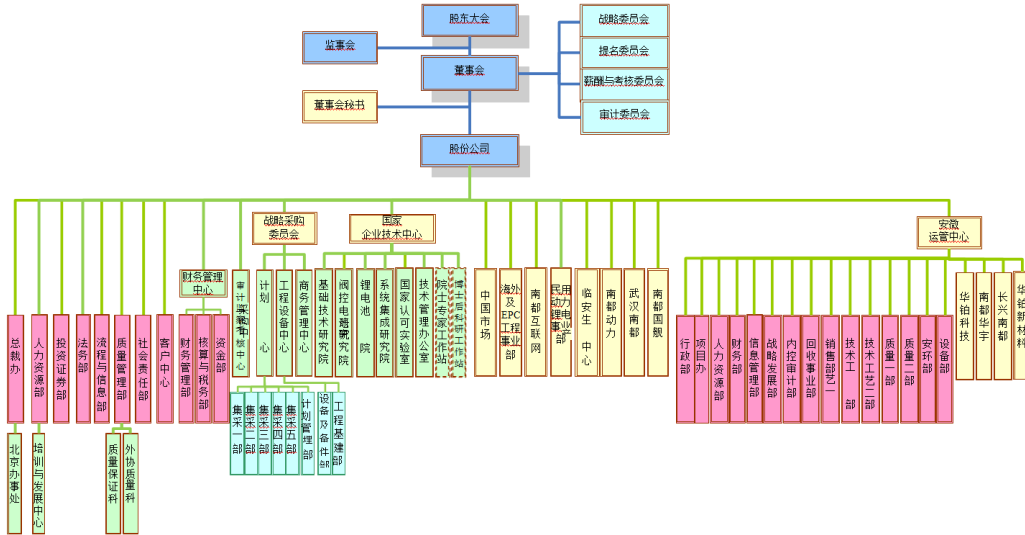 股东大会
监事会
董事会
董事会秘书
股份公司
战略委员会
提名委员会
薪酬与考核委员会
审计委员会
战略采购
委员会
国家
企业技术中心
安徽
运管中心
财务管理
中心
总裁办
人力资源部
投资证券部
法务部
流程与信息部
质量管理部
社会责任部
客户中心
财务管理部
核算与税务部
资金部
计划
心
工程设备中心
商务管理中心
基础技术研究院
锂电池
院
系统集成研究院
国家认可实验室
技术管理办公室
院士专家工作站
博士后科研工作站
中国市场
海外及EPC工程事业部
南都互联网
临安生
中心
南都动力
武汉南都
南都国舰
行政部
项目办
人力资源部
财务部
信息管理部
战略发展部
内控审计部
回收事业部
销售部
技术工艺一
部
技术工艺二部
质量一部
质量二部
安环部
设备部
华铂科技
南都华宇
长兴南都
华铂新材料
北京办事处
培训与发展中心
质量保证科
外协质量科
集采一部
集采二部
集采三部
集采四部
集采五部
计划管理部
设备及备件部
工程基建部